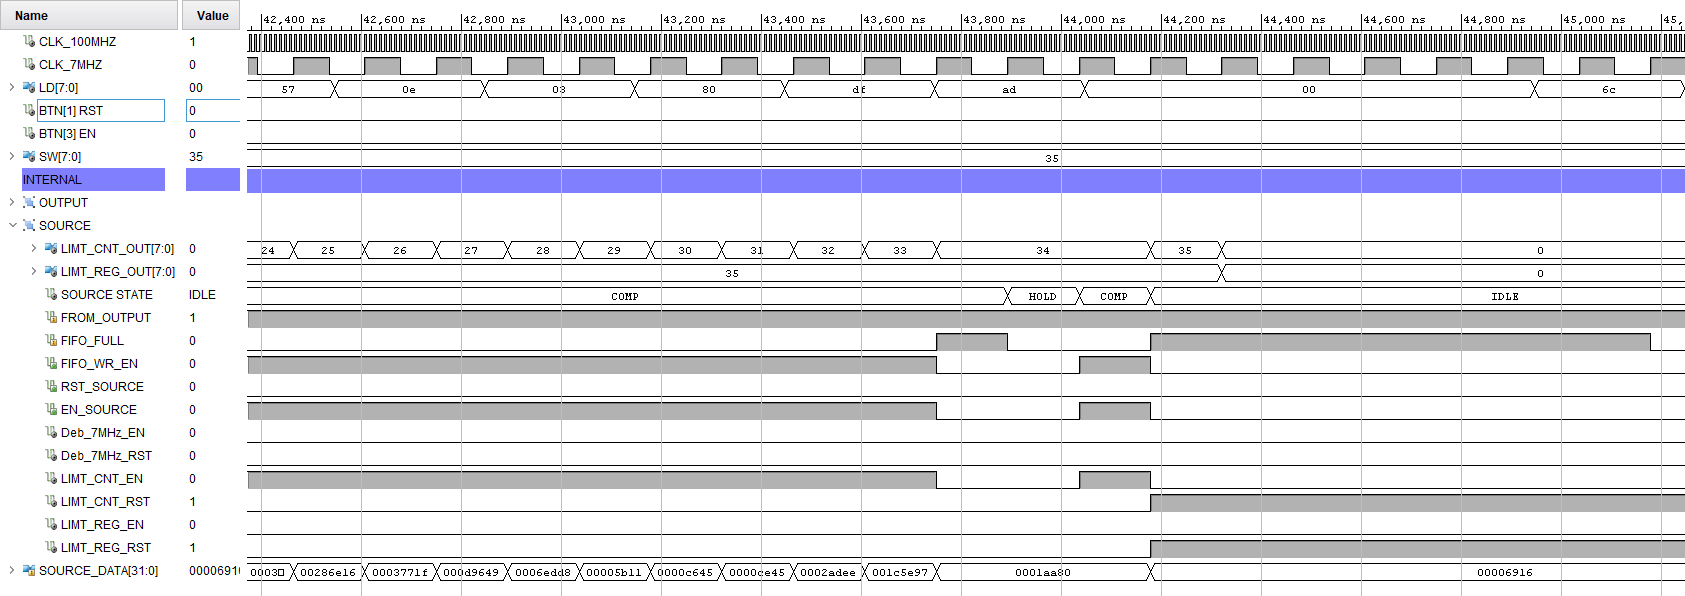 Name Value 42,400 ns 42,600 ns 42,800 ns 43,000 ns 43,200 ns 43,400 ns 43,600 ns 43,800 ns 44,000 ns 44,200 ns 44,400 ns 44,600 ns 44,800 ns 45,000 ns 45,
CLK_100MHZ 1
CLK_7MHZ 0
LD[7:0] 00 57 0e 03 80 df ad 00 6c
BTN[1] RST 0
BTN[3] EN 0
SW[7:0] 35 35
INTERNAL
OUTPUT
SOURCE
LIMT_CNT_OUT[7:0] 0 24 25 26 27 28 29 30 31 32 33 34 35 0
LIMT_REG_OUT[7:0] 0 35 0
SOURCE STATE IDLE COMP HOLD COMP IDLE
FROM_OUTPUT 1
FIFO_FULL 0
FIFO_WR_EN 0
RST_SOURCE 0
EN_SOURCE 0
Deb_7MHz_EN 0
Deb_7MHz_RST 0
LIMT_CNT_EN 0
LIMT_CNT_RST 1
LIMT_REG_EN 0
LIMT_REG_RST 1
SOURCE_DATA[31:0] 0000691 0003 00286e16 0003771f 000d9649 0006edd8 00005b11 0000c645 0000ce45 0002adee 001c5e97 0001aa80 00006916